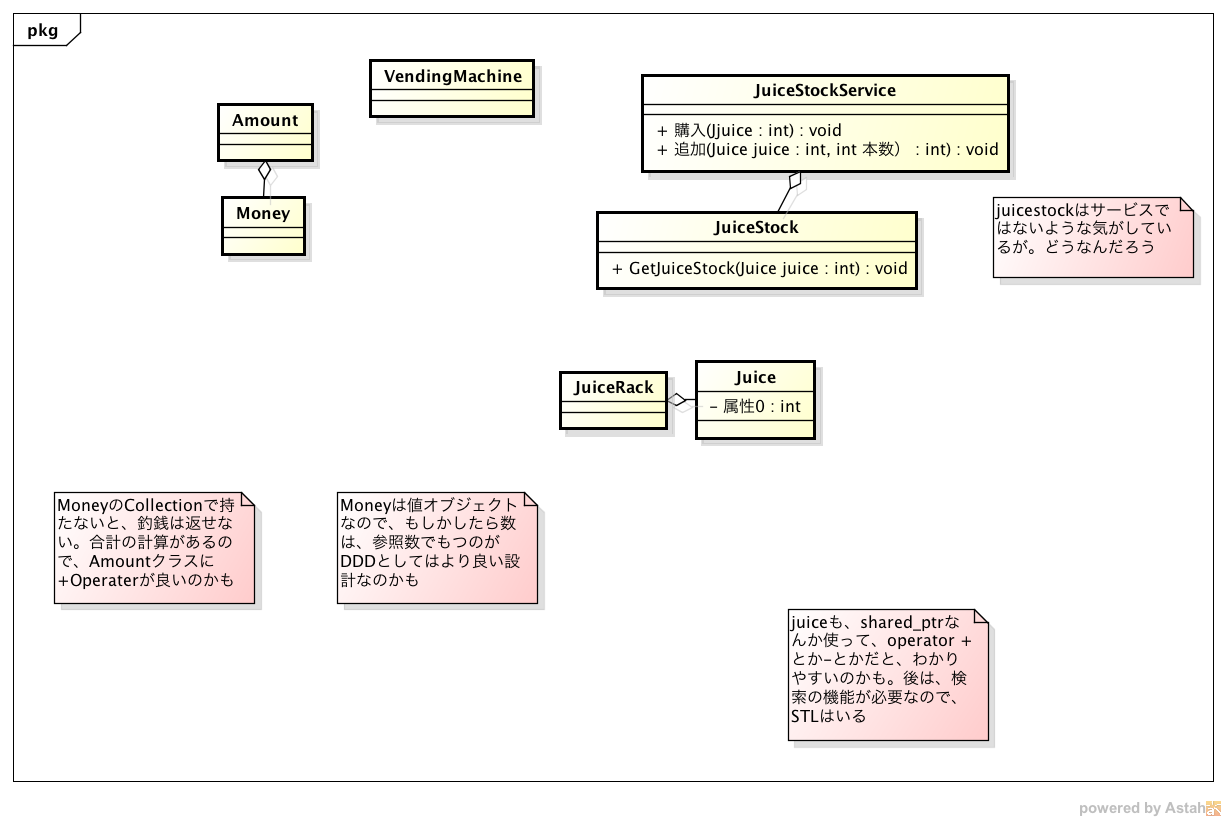 pkg
VendingMachine
Amount
Money
JuiceStockService
+ 購入(Jjuice : int) : void
+ 追加(Juice juice : int, int 本数） : int) : void
JuiceStock
+ GetJuiceStock(Juice juice : int) : void
juicestockはサービスで
はないような気がしてい
るが。どうなんだろう
JuiceRack
Juice
- 属性0 : int
MoneyのCollectionで持
たないと、釣銭は返せな
い。合計の計算があるの
で、Amountクラスに
+Operaterが良いのかも
Moneyは値オブジェクト
なので、もしかしたら数
は、参照数でもつのが
DDDとしてはより良い設
計なのかも
juiceも、shared_ptrな
んか使って、operator +
とか-とかだと、わかり
やすいのかも。後は、検
索の機能が必要なので、
STLはいる
powered by Astah